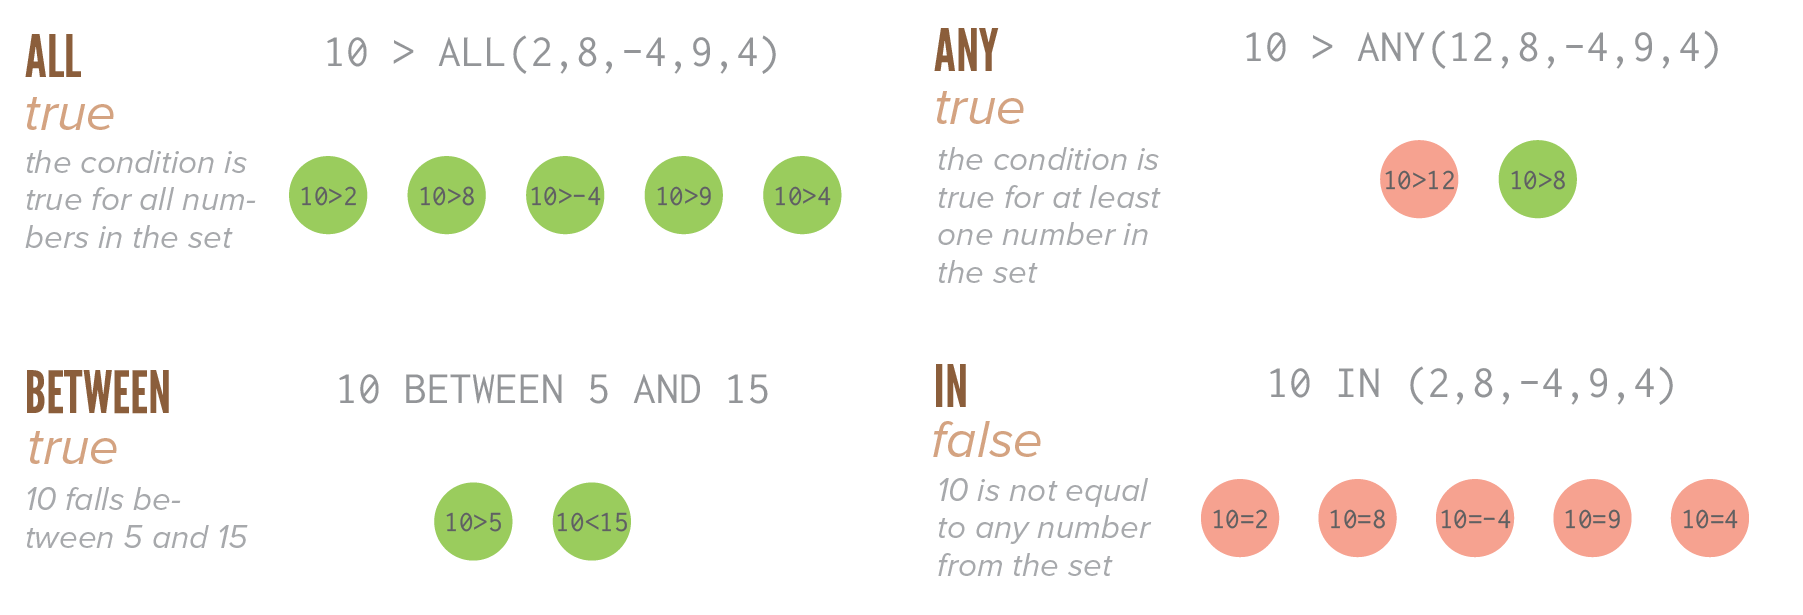 ALL
10 > ALL(2,8,-4,9,4)
true
the condition is
true for all num-
bers in the set
10>2 10>8 10>-4 10>9 10>4
ANY
10 > ANY(12,8,-4,9,4)
true
the condition is
true for at least
one number in
the set
10>12 10>8
BETWEEN
10 BETWEEN 5 AND 15
true
10 falls be-
tween 5 and 15
10>5 10<15
IN
10 IN (2,8,-4,9,4)
false
10 is not equal
to any number
from the set
10=2 10=8 10=-4 10=9 10=4